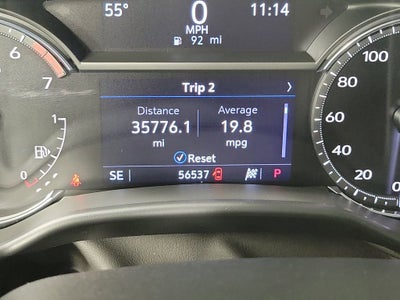 55° 0 11:14
MPH
92 mi
Trip 2
Distance Average
35776.1 19.8
mi mpg
Reset
SE 56537 P
6
7
1
0
100
80
60
40
20
0